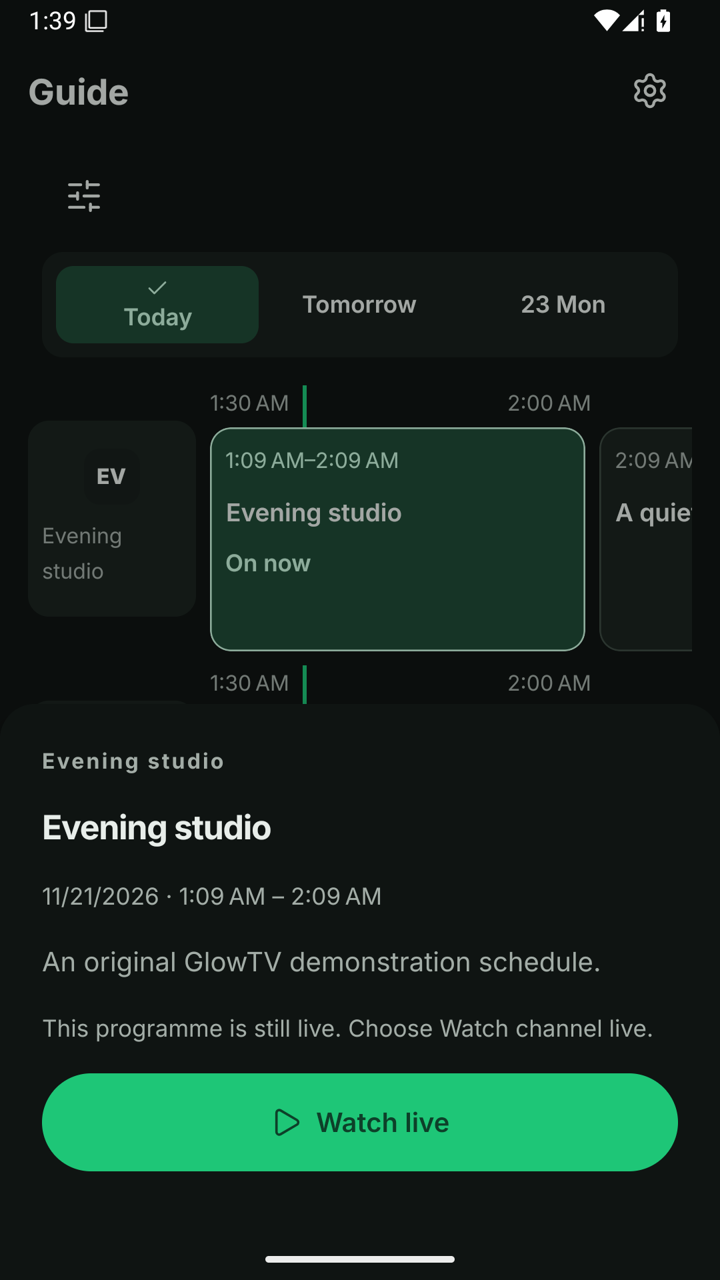 1:39
Guide
Today
Tomorrow
23 Mon
1:30 AM
2:00 AM
EV
Evening
studio
1:09 AM–2:09 AM
Evening studio
On now
2:09 AM
A quie
1:30 AM
2:00 AM
Evening studio
Evening studio
11/21/2026 · 1:09 AM – 2:09 AM
An original GlowTV demonstration schedule.
This programme is still live. Choose Watch channel live.
Watch live